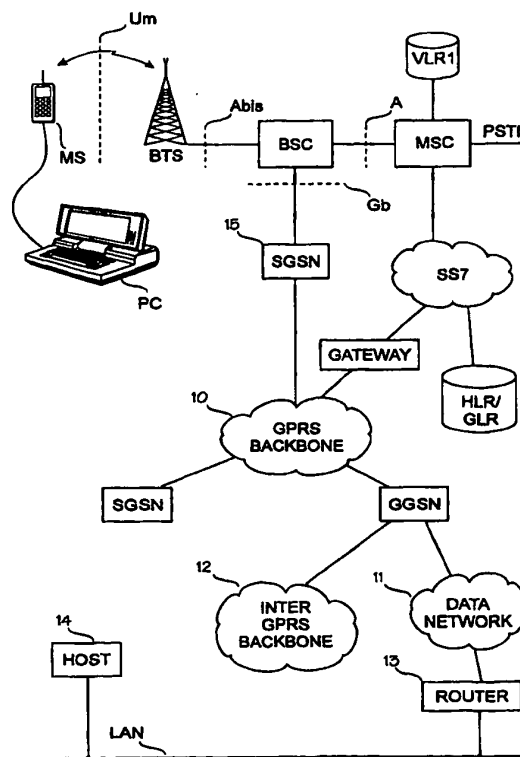 Um
VLR1
Abis
A
MS
BTS
BSC
MSC
PST
Gb
15
SGSN
SS7
PC
GATEWAY
10
GPRS
BACKBONE
HLR/
GLR
SGSN
GGSN
12
11
INTER
GPRS
BACKBONE
DATA
NETWORK
14
HOST
13
ROUTER
LAN